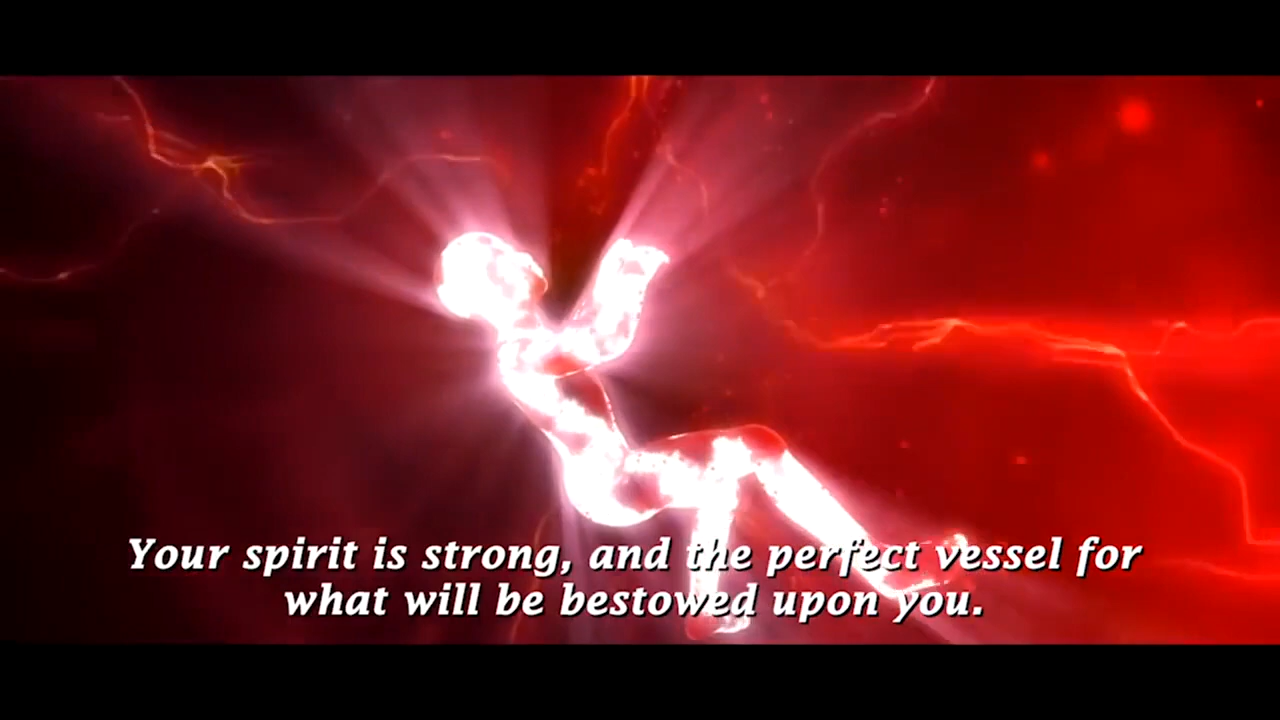 Your spirit is strong, and the perfect vessel for
what will be bestowed upon you.